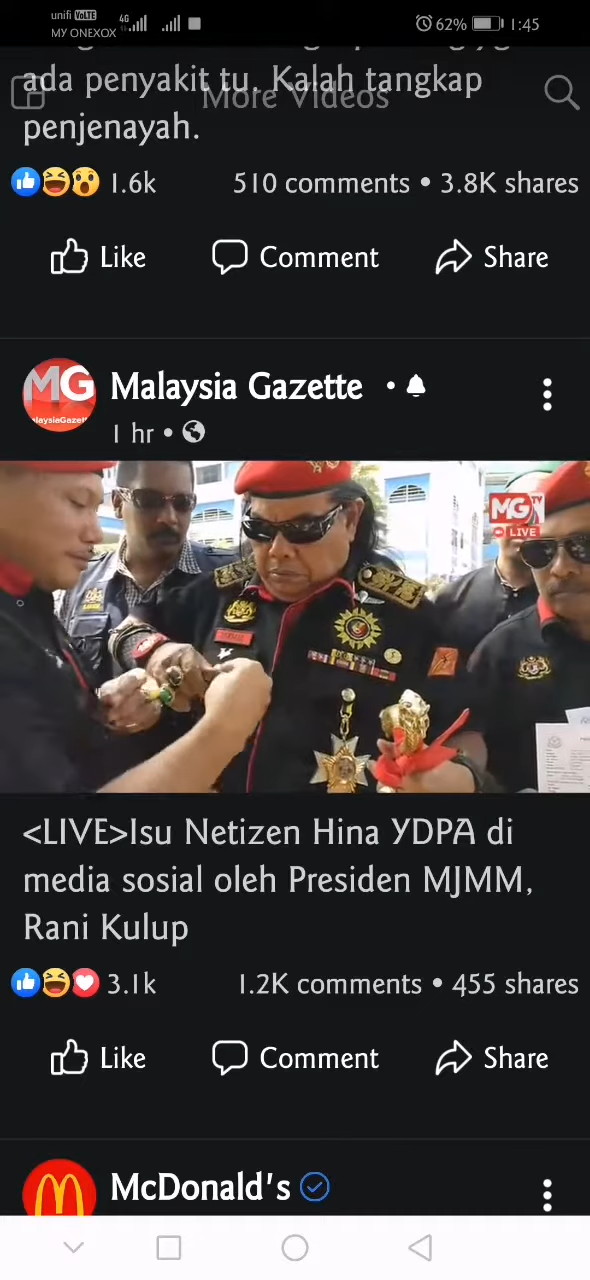 unifi VoLTE
MY ONEXOX
4G
62%
1:45
ada penyakit tu. Kalah tangkap
More Videos
penjenayah.
1.6k
510 comments • 3.8K shares
Like
Comment
Share
MG
Malaysia Gazette •
1 hr •
MG
LIVE
<LIVE>Isu Netizen Hina YDPA di
media sosial oleh Presiden MJMM,
Rani Kulup
3.1k
1.2K comments • 455 shares
Like
Comment
Share
McDonald's